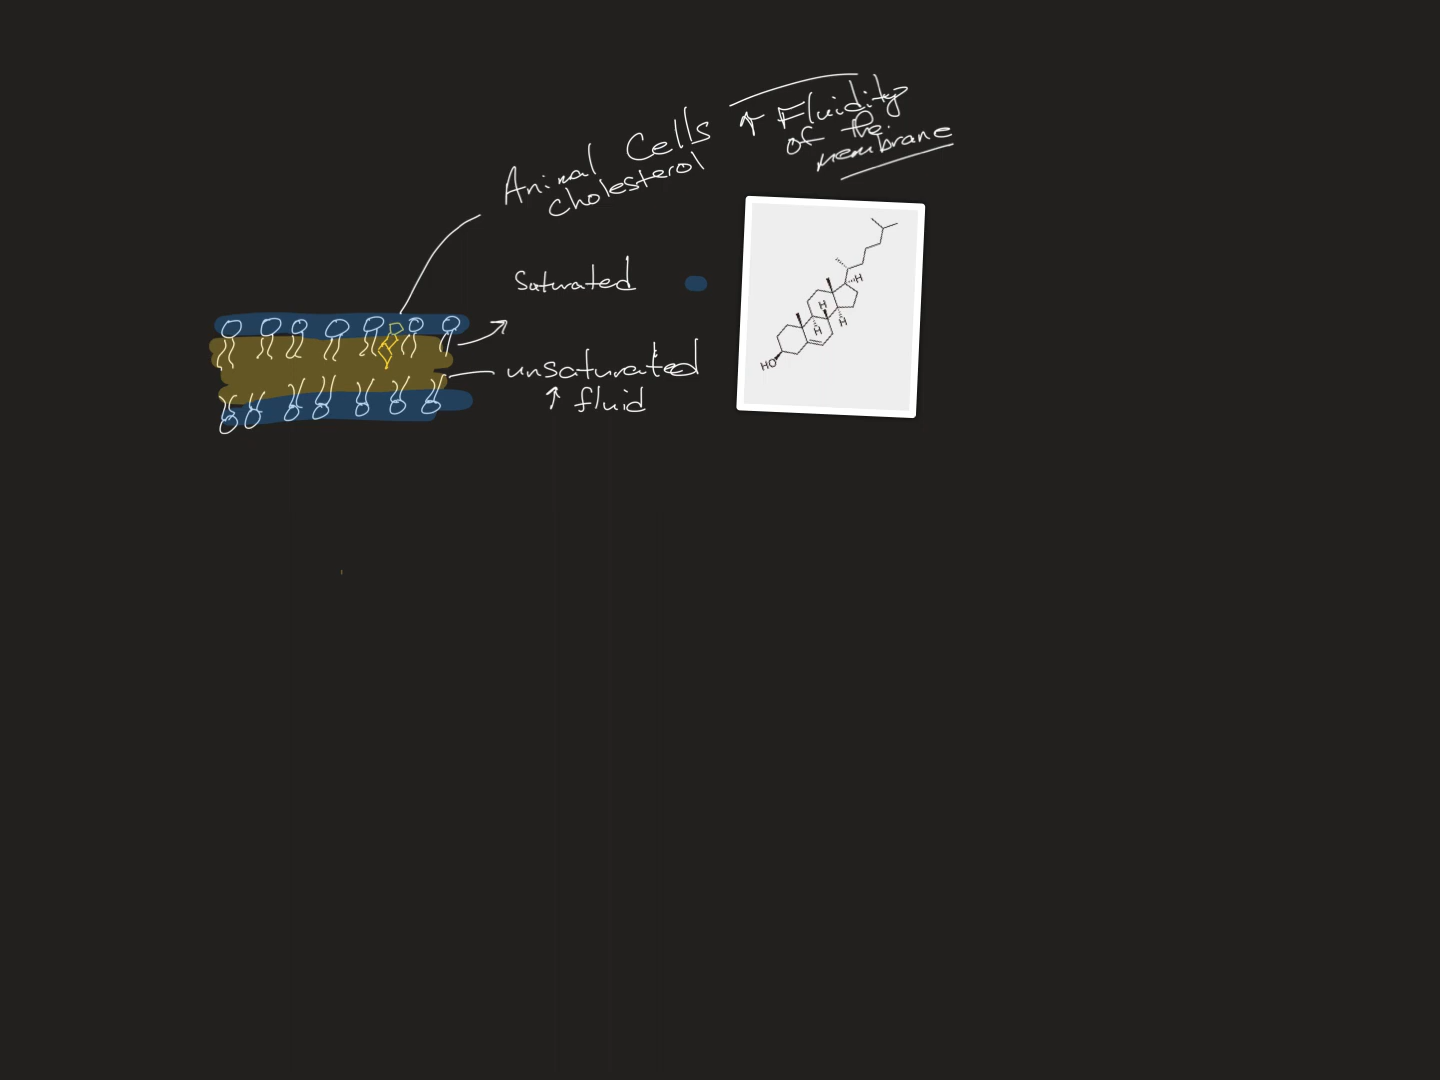 Animal Cells
cholesterol
↑ Fluidity
of the
membrane
Saturated
unsaturated
↑ fluid
H
H
H
H
HO